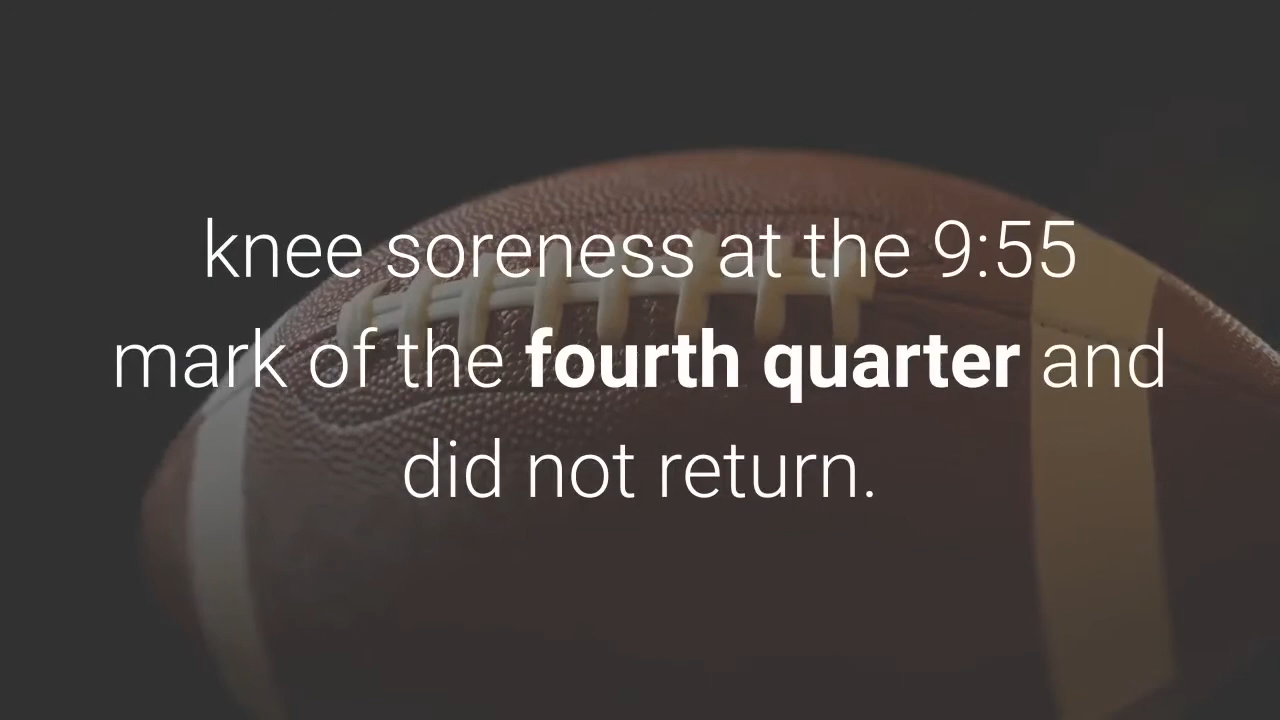 knee soreness at the 9:55
mark of the fourth quarter and
did not return.